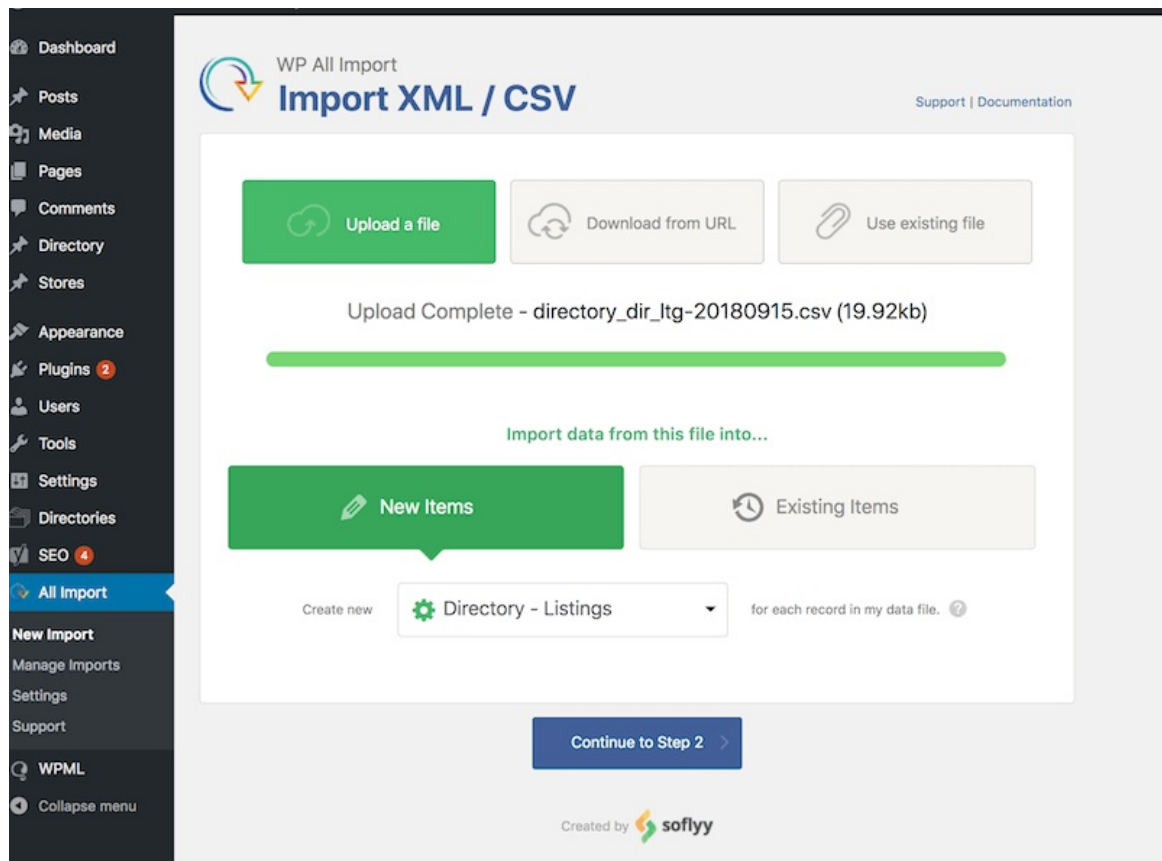 Dashboard
Posts
Media
Pages
Comments
Directory
Stores
Appearance
Plugins 2
Users
Tools
Settings
Directories
SEO 4
All Import
New Import
Manage Imports
Settings
Support
WPML
Collapse menu
WP All Import
Import XML / CSV
Support | Documentation
Upload a file
Download from URL
Use existing file
Upload Complete - directory_dir_ltg-20180915.csv (19.92kb)
Import data from this file into...
New Items
Existing Items
Create new Directory - Listings for each record in my data file. ?
Continue to Step 2
Created by soflyy